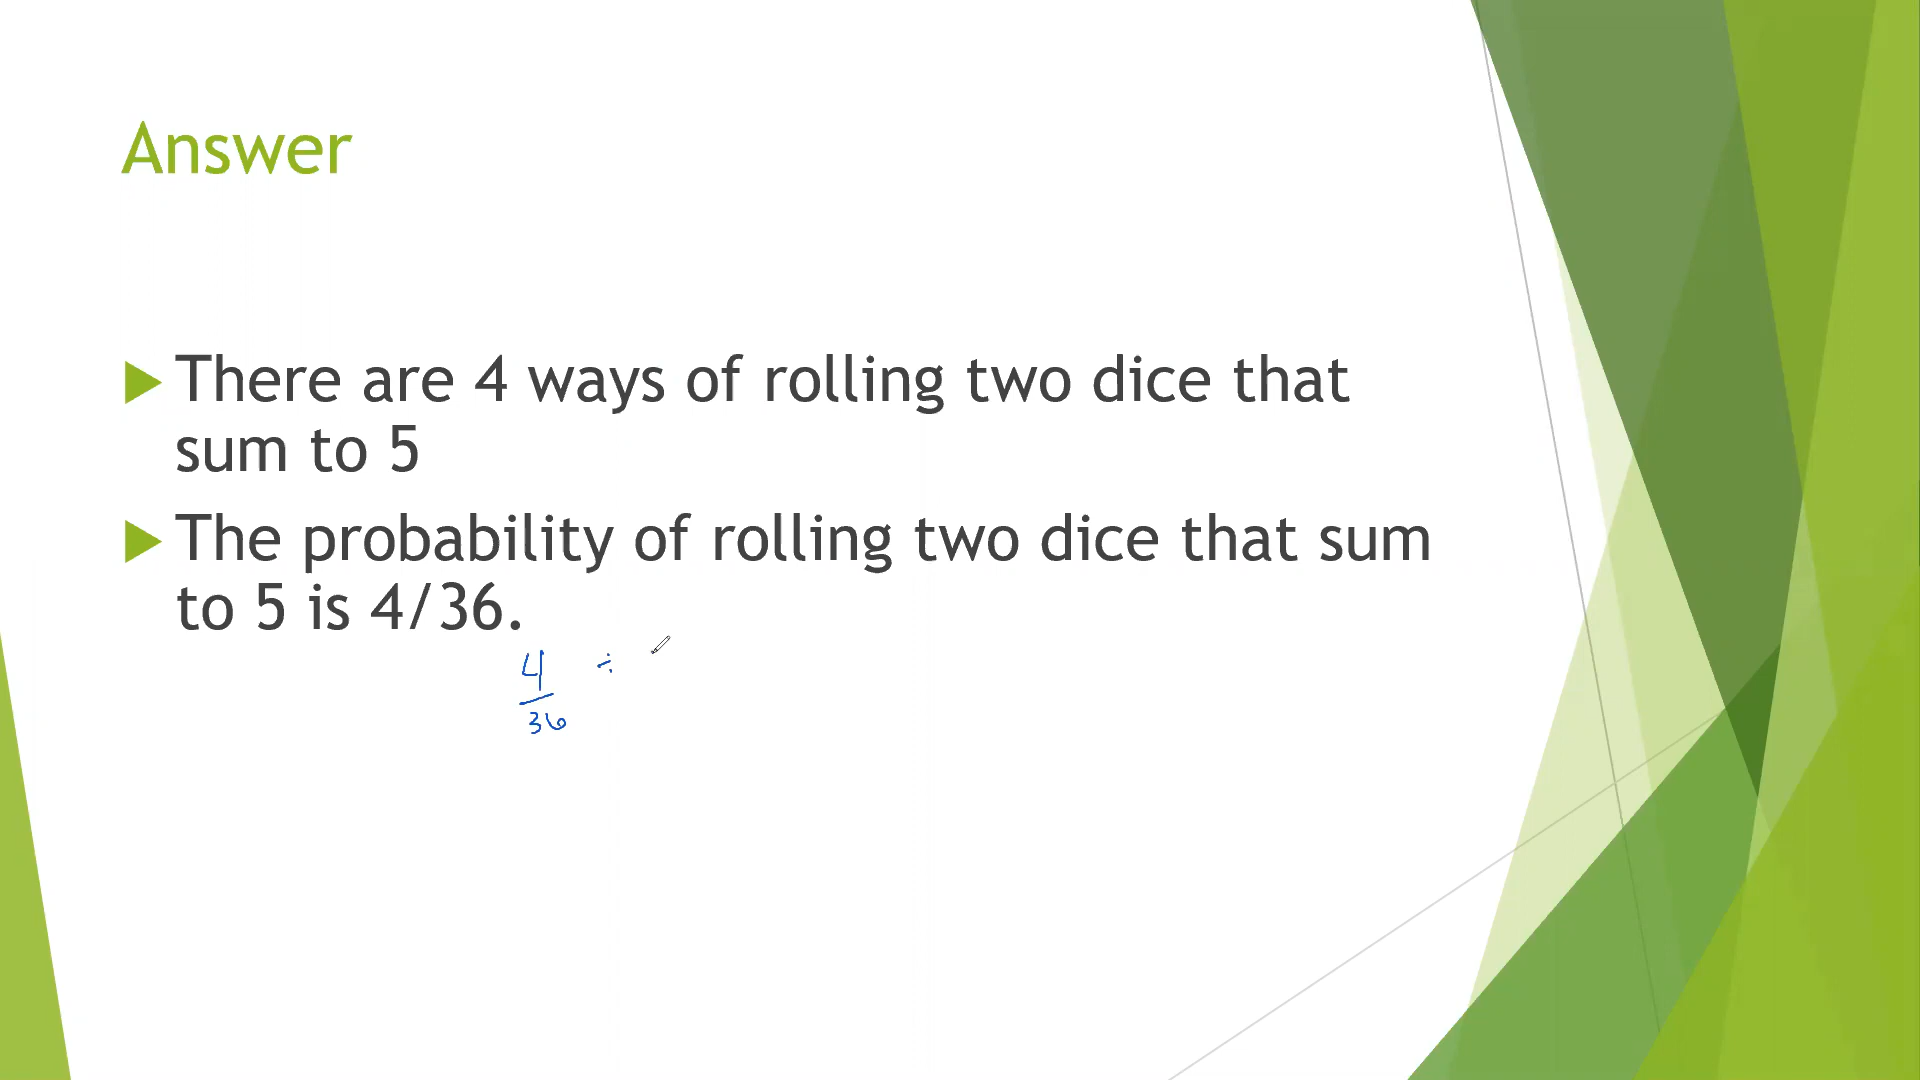 Answer
There are 4 ways of rolling two dice that
sum to 5
The probability of rolling two dice that sum
to 5 is 4/36.
4 ÷
36